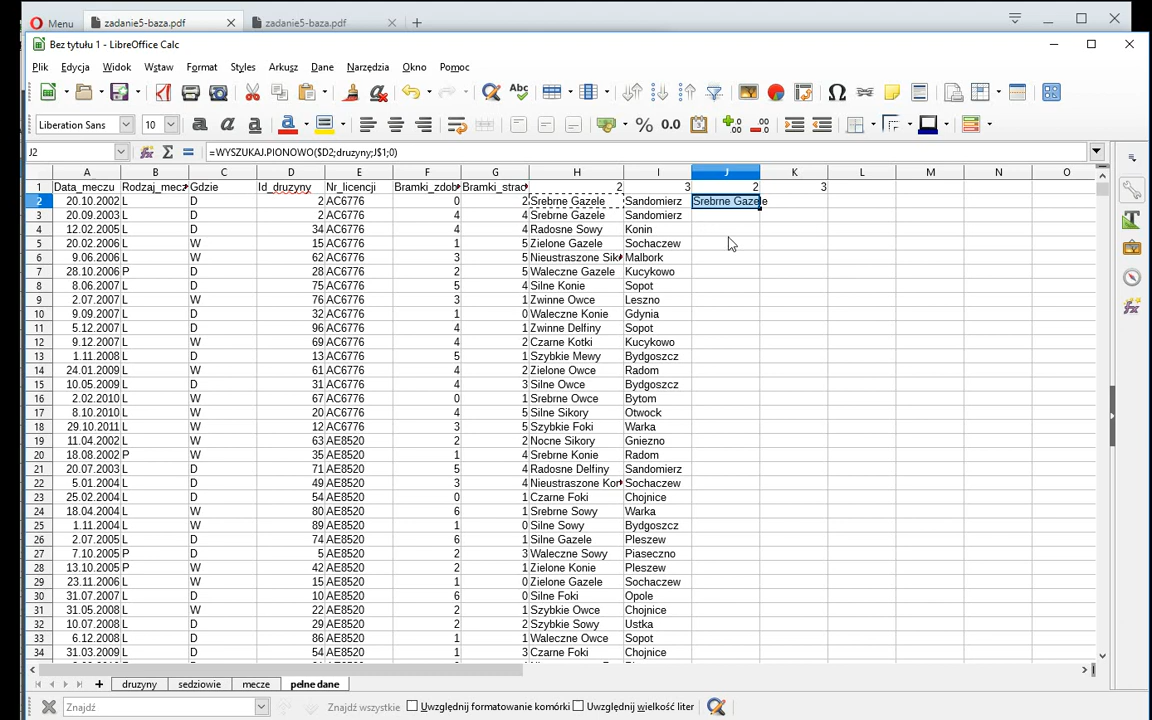 Menu zadanie5-baza.pdf zadanie5-baza.pdf
Bez tytułu 1 - LibreOffice Calc
Plik Edycja Widok Wstaw Format Styles Arkusz Dane Narzędzia Okno Pomoc
Liberation Sans 10
J2 =WYSZUKAJ.PIONOWO($D2;druzyny;J$1;0)
A B C D E F G H I J K L M N O
1 Data_meczu Rodzaj_mecz Gdzie Id_druzyny Nr_licencji Bramki_zdob Bramki_strac 2 3 2 3
2 20.10.2002 L D 2 AC6776 0 2 Srebrne Gazele Sandomierz Srebrne Gazele
3 20.09.2003 L D 2 AC6776 4 4 Srebrne Gazele Sandomierz
4 12.02.2005 L D 34 AC6776 4 4 Radosne Sowy Konin
5 20.02.2006 L W 15 AC6776 1 5 Zielone Gazele Sochaczew
6 9.06.2006 L W 62 AC6776 3 5 Nieustraszone Sik Malbork
7 28.10.2006 P D 28 AC6776 2 5 Waleczne Gazele Kucykowo
8 8.06.2007 L D 75 AC6776 5 4 Silne Konie Sopot
9 2.07.2007 L W 76 AC6776 3 1 Zwinne Owce Leszno
10 9.09.2007 L D 32 AC6776 1 0 Waleczne Konie Gdynia
11 5.12.2007 L D 96 AC6776 4 1 Zwinne Delfiny Sopot
12 9.12.2007 L W 69 AC6776 4 2 Czarne Kotki Kucykowo
13 1.11.2008 L D 13 AC6776 5 1 Szybkie Mewy Bydgoszcz
14 24.01.2009 L W 61 AC6776 4 2 Zielone Owce Radom
15 10.05.2009 L D 31 AC6776 4 3 Silne Owce Bydgoszcz
16 2.02.2010 L W 67 AC6776 0 1 Srebrne Owce Bytom
17 8.10.2010 L W 20 AC6776 4 5 Silne Sikory Otwock
18 29.10.2011 L W 12 AC6776 3 5 Szybkie Foki Warka
19 11.04.2002 L W 63 AE8520 2 2 Nocne Sikory Gniezno
20 18.08.2002 P W 35 AE8520 1 4 Srebrne Konie Radom
21 20.07.2003 L D 71 AE8520 5 4 Radosne Delfiny Sandomierz
22 5.01.2004 L D 49 AE8520 3 4 Nieustraszone Kor Sochaczew
23 25.02.2004 L D 54 AE8520 0 1 Czarne Foki Chojnice
24 18.04.2004 L W 80 AE8520 6 1 Srebrne Sowy Warka
25 1.11.2004 L W 89 AE8520 1 0 Silne Sowy Bydgoszcz
26 2.07.2005 L D 74 AE8520 6 1 Silne Gazele Pleszew
27 7.10.2005 P D 5 AE8520 2 3 Waleczne Sowy Piaseczno
28 13.10.2005 P W 42 AE8520 2 1 Zielone Konie Pleszew
29 23.11.2006 L W 15 AE8520 1 0 Zielone Gazele Sochaczew
30 31.07.2007 L D 10 AE8520 6 0 Silne Foki Opole
31 31.05.2008 L W 22 AE8520 2 1 Szybkie Owce Chojnice
32 10.07.2008 L D 29 AE8520 2 2 Szybkie Sowy Ustka
33 6.12.2008 L D 86 AE8520 1 1 Waleczne Owce Sopot
34 31.03.2009 L D 54 AE8520 1 3 Czarne Foki Chojnice
druzyny sedziowie mecze pełne dane
Znajdź Znajdź wszystkie Uwzględnij formatowanie komórki Uwzględnij wielkość liter